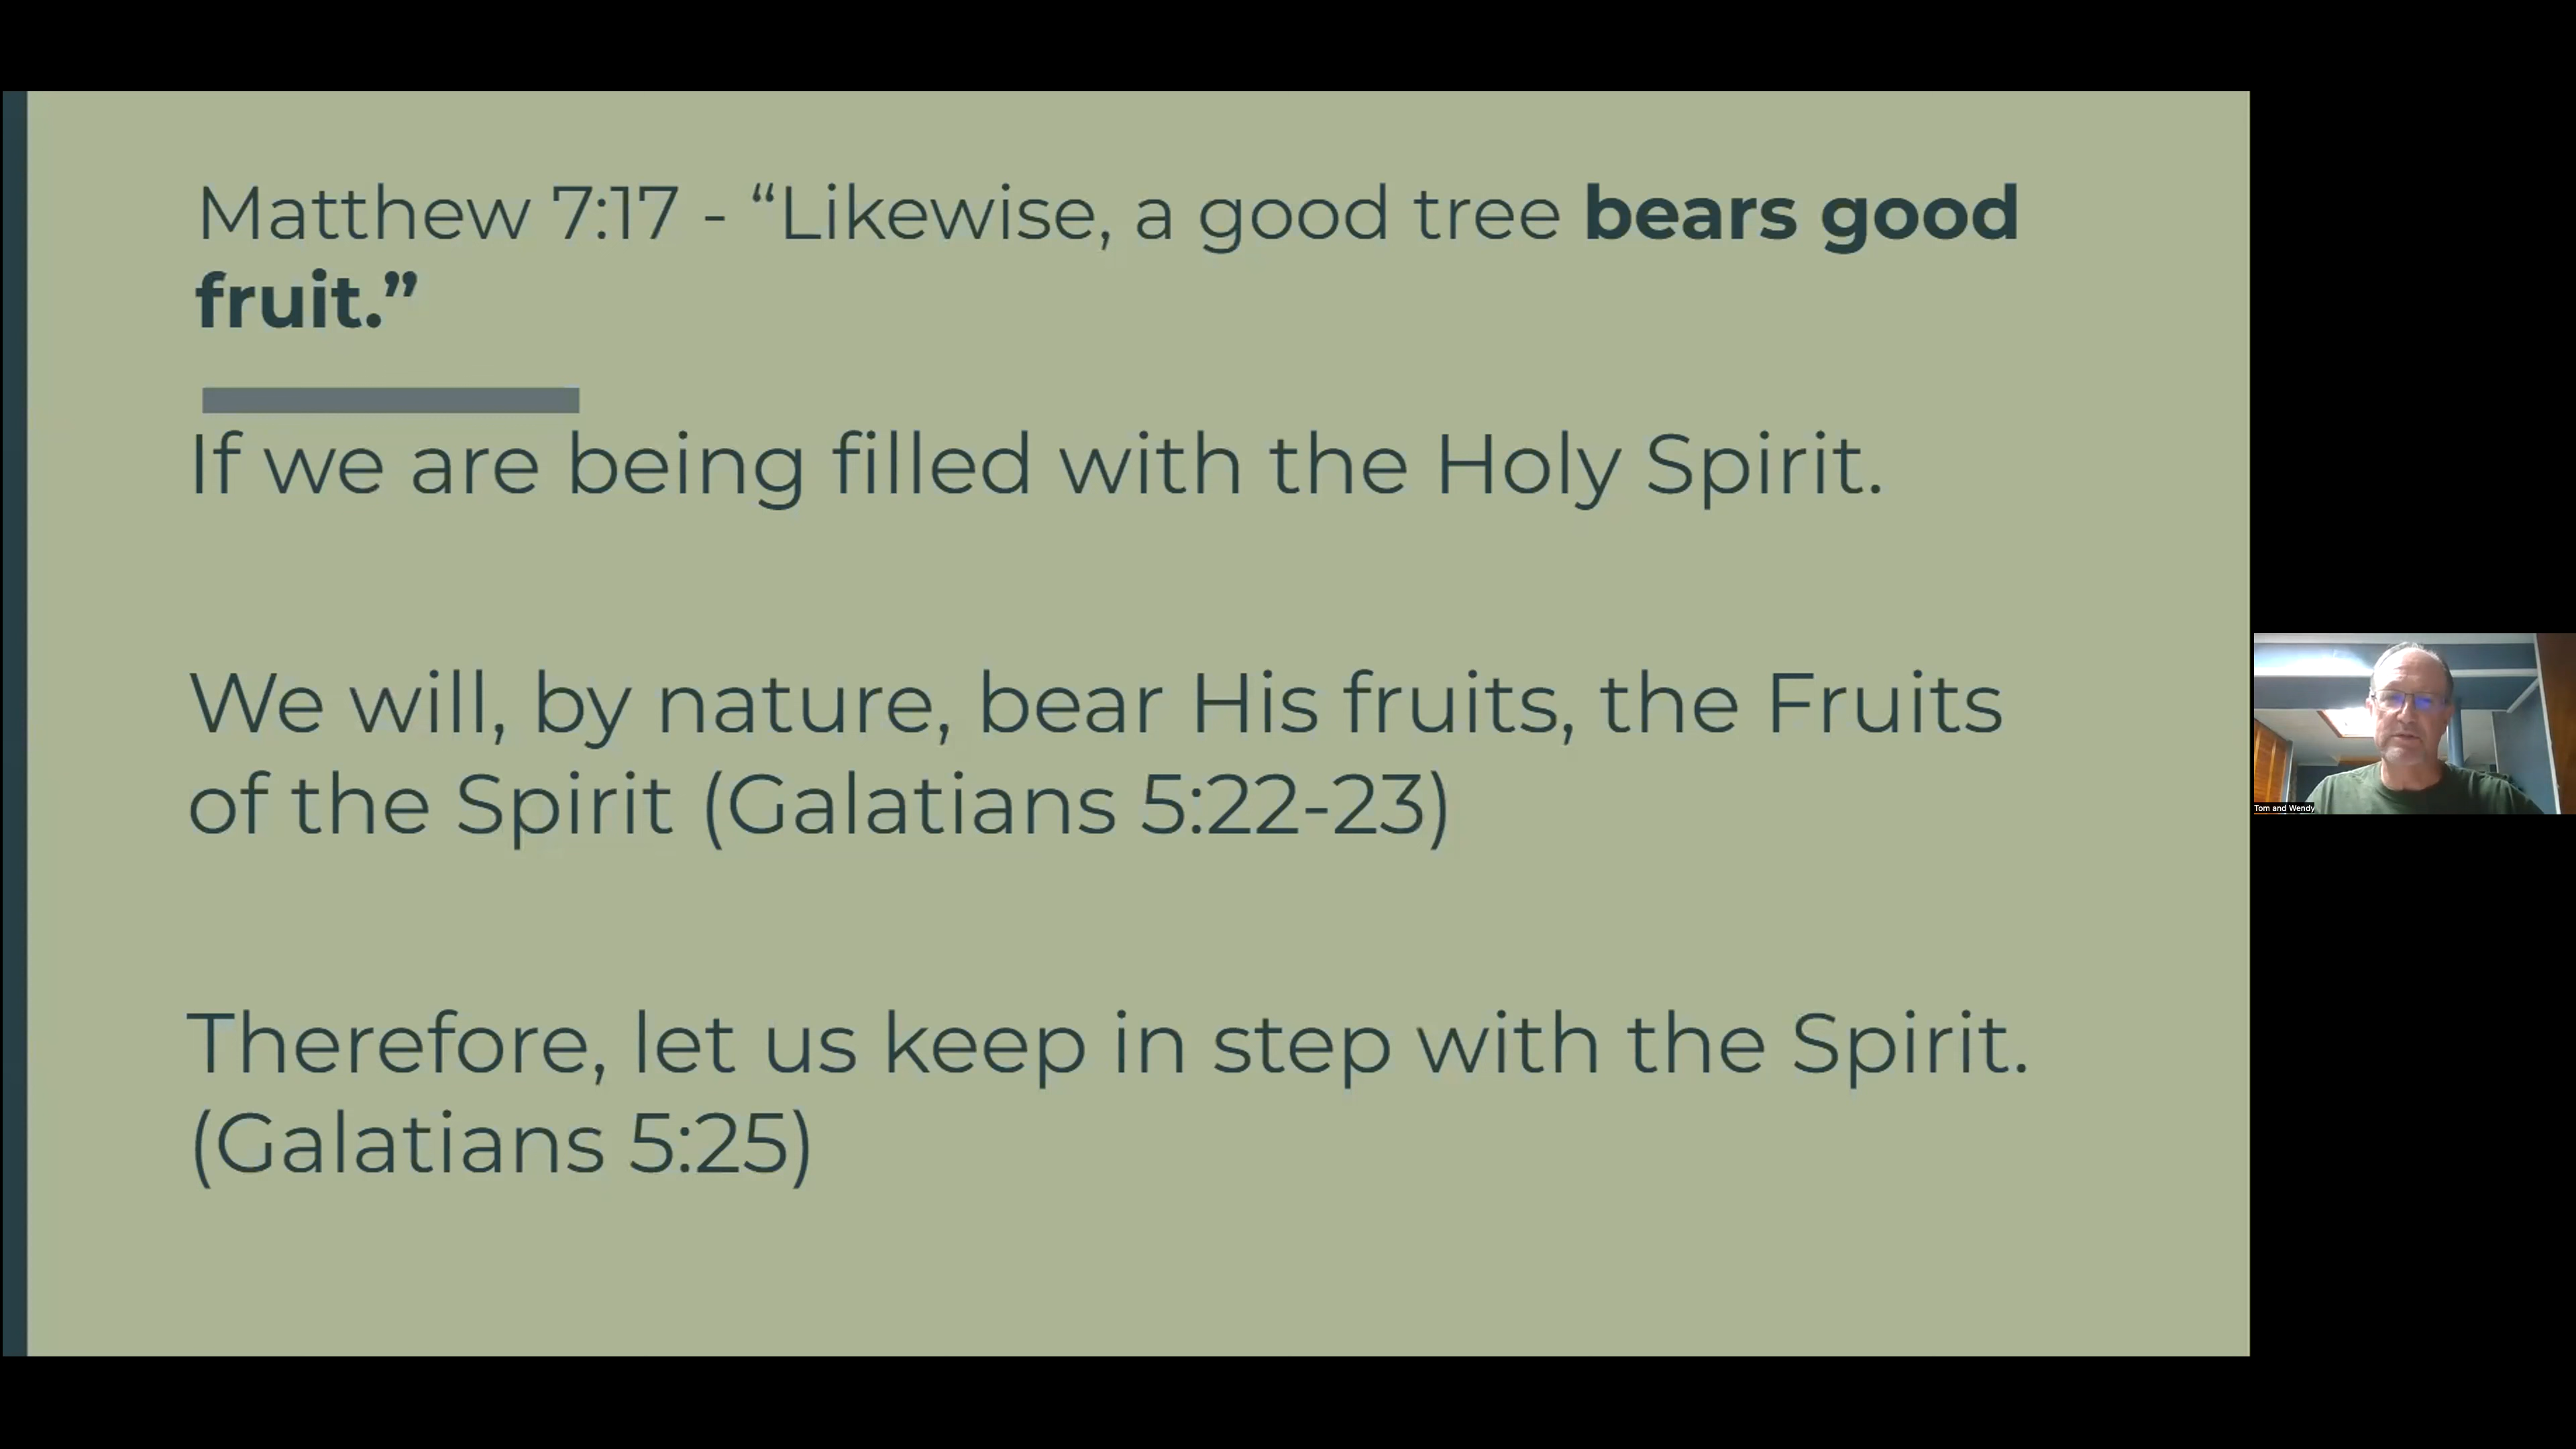 Matthew 7:17 - “Likewise, a good tree bears good
fruit.”
If we are being filled with the Holy Spirit.
We will, by nature, bear His fruits, the Fruits
of the Spirit (Galatians 5:22-23)
Therefore, let us keep in step with the Spirit.
(Galatians 5:25)
Tom and Wendy